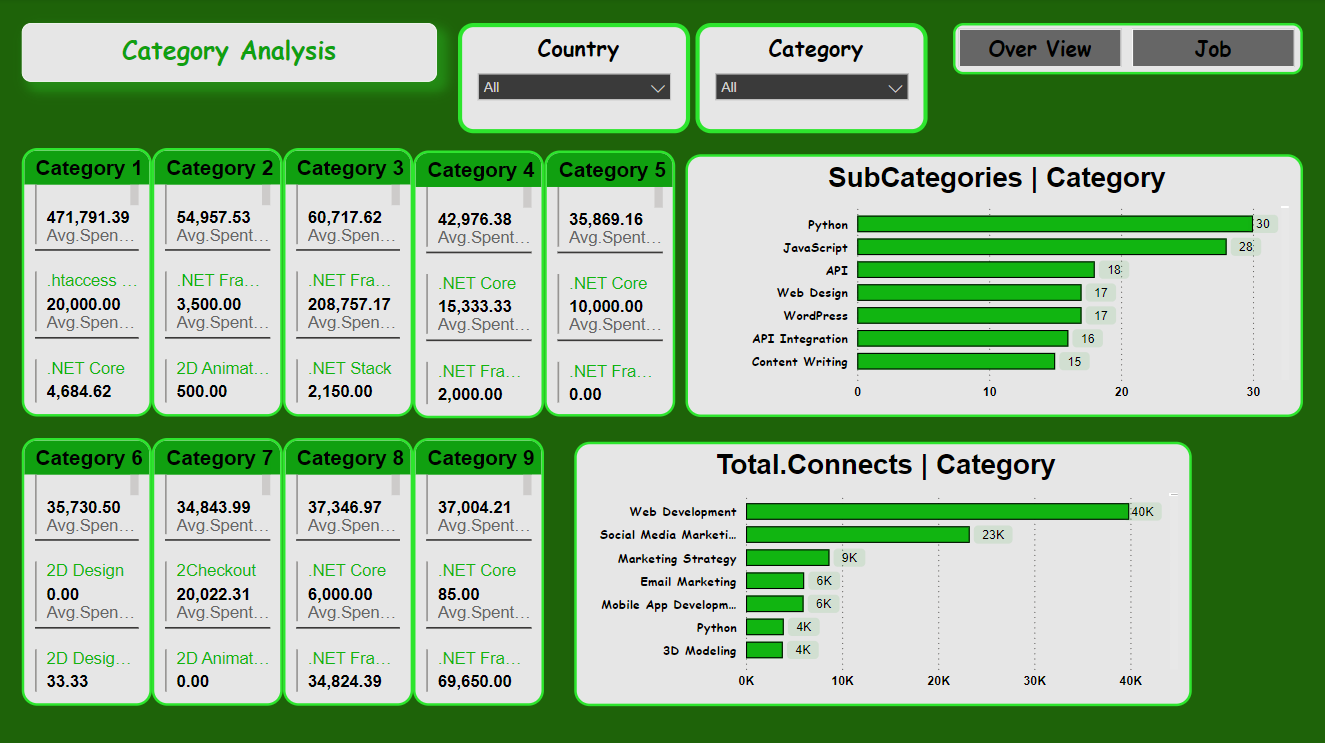 Category Analysis
Country
All
Category
All
Over View
Job
Category 1
471,791.39
Avg.Spen…
.htaccess …
20,000.00
Avg.Spen…
.NET Core
4,684.62
Category 2
54,957.53
Avg.Spent…
.NET Fra…
3,500.00
Avg.Spen…
2D Animat…
500.00
Category 3
60,717.62
Avg.Spen…
.NET Fra…
208,757.17
Avg.Spen…
.NET Stack
2,150.00
Category 4
42,976.38
Avg.Spent…
.NET Core
15,333.33
Avg.Spen…
.NET Fra…
2,000.00
Category 5
35,869.16
Avg.Spent…
.NET Core
10,000.00
Avg.Spen…
.NET Fra…
0.00
SubCategories | Category
Python 30
JavaScript 28
API 18
Web Design 17
WordPress 17
API Integration 16
Content Writing 15
0 10 20 30
Category 6
35,730.50
Avg.Spen…
2D Design
0.00
Avg.Spen…
2D Desig…
33.33
Category 7
34,843.99
Avg.Spent…
2Checkout
20,022.31
Avg.Spen…
2D Animat…
0.00
Category 8
37,346.97
Avg.Spent…
.NET Core
6,000.00
Avg.Spen…
.NET Fra…
34,824.39
Category 9
37,004.21
Avg.Spent…
.NET Core
85.00
Avg.Spent…
.NET Fra…
69,650.00
Total.Connects | Category
Web Development 40K
Social Media Marketi… 23K
Marketing Strategy 9K
Email Marketing 6K
Mobile App Developm… 6K
Python 4K
3D Modeling 4K
0K 10K 20K 30K 40K